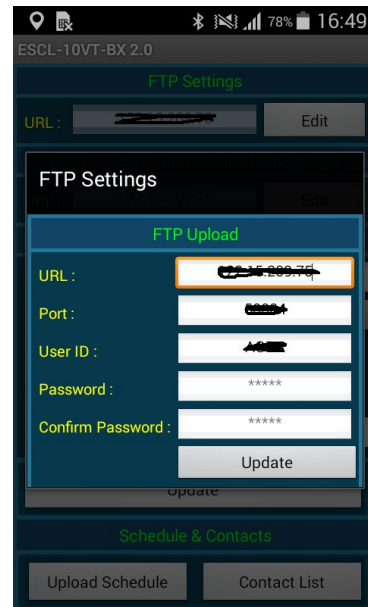 78% 16:49
ESCL-10VT-BX 2.0
FTP Settings
URL : Edit
FTP Settings
Edit
FTP Upload
URL :
Port :
User ID :
Password : *****
Confirm Password : *****
Update
Update
Schedule & Contacts
Upload Schedule Contact List